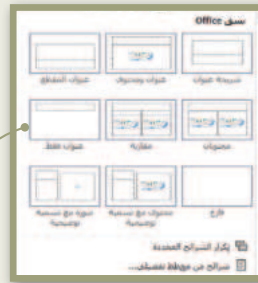 نسق Office
شريحة عنوان
عنوان ومحتوى
عنوان المقطع
محتويان
مقارنة
عنوان فقط
فارغ
محتوى مع تسمية توضيحية
صورة مع تسمية توضيحية
تكرار الشرائح المحددة
شرائح من مخطط تفصيلي...